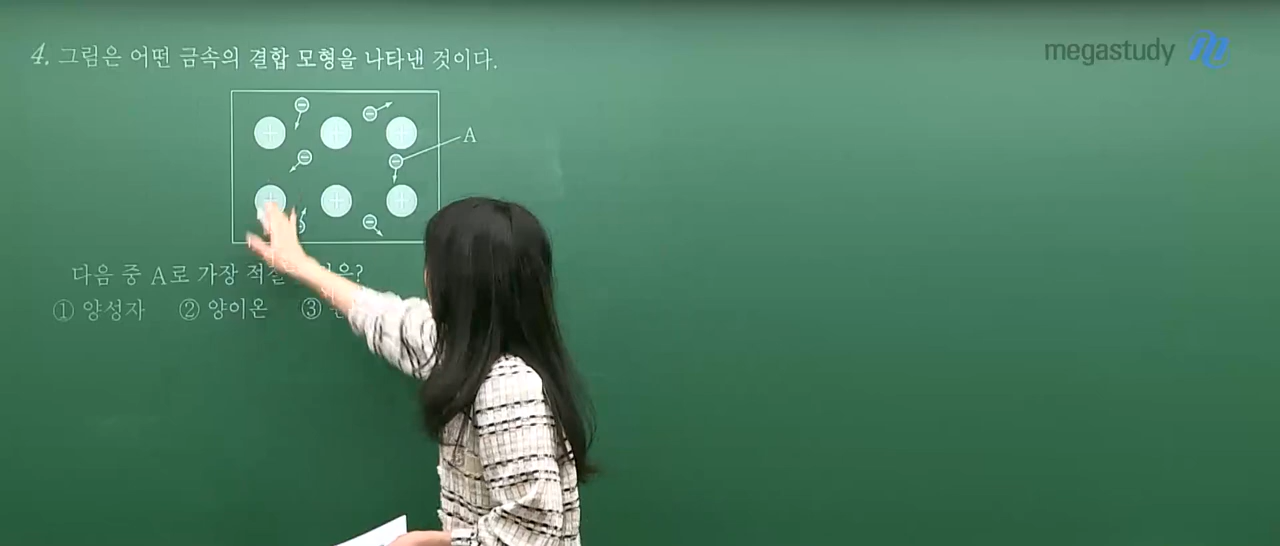 4. 그림은 어떤 금속의 결합 모형을 나타낸 것이다.
megastudy
A
다음 중 A로 가장
① 양성자 ② 양이온 ③